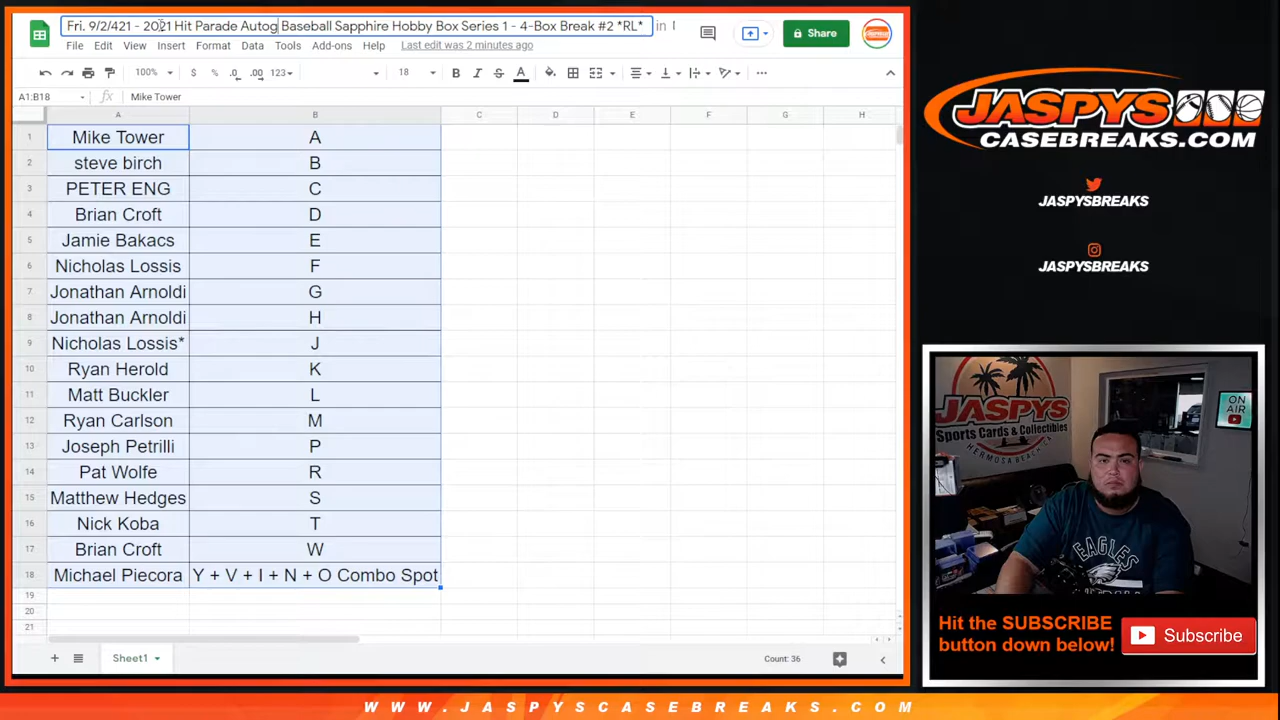 Fri. 9/2/421 - 2021 Hit Parade Autog Baseball Sapphire Hobby Box Series 1 - 4-Box Break #2 *RL* in
Share
File Edit View Insert Format Data Tools Add-ons Help Last edit was 2 minutes ago
100% $ % .0 .00 123 18 B I S A
A1:B18 fx Mike Tower
A B C D E F G H
1 Mike Tower A
2 steve birch B
3 PETER ENG C
4 Brian Croft D
5 Jamie Bakacs E
6 Nicholas Lossis F
7 Jonathan Arnoldi G
8 Jonathan Arnoldi H
9 Nicholas Lossis* J
10 Ryan Herold K
11 Matt Buckler L
12 Ryan Carlson M
13 Joseph Petrilli P
14 Pat Wolfe R
15 Matthew Hedges S
16 Nick Koba T
17 Brian Croft W
18 Michael Piecora Y + V + I + N + O Combo Spot
19
20
21
Sheet1
Count: 36
JASPYS
CASEBREAKS.COM
JASPYSBREAKS
JASPYSBREAKS
JASPYS
Sports Cards & Collectibles
HERMOSA BEACH, CA
ON AIR
EAGLES
Hit the SUBSCRIBE
button down below!
Subscribe
WWW.JASPYSCASEBREAKS.COM